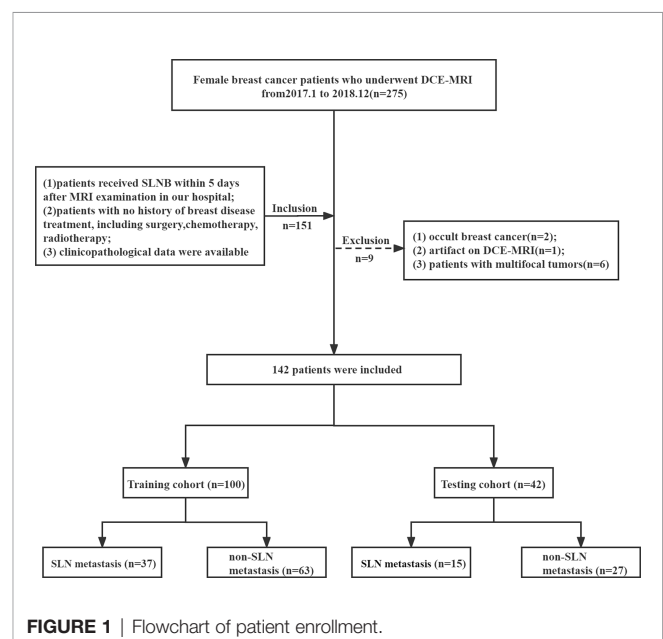 Female breast cancer patients who underwent DCE-MRI
from2017.1 to 2018.12(n=275)
(1)patients received SLNB within 5 days
after MRI examination in our hospital;
(2)patients with no history of breast disease
treatment, including surgery,chemotherapy,
radiotherapy;
(3) clinicopathological data were available
Inclusion
n=151
Exclusion
n=9
(1) occult breast cancer(n=2);
(2) artifact on DCE-MRI(n=1);
(3) patients with multifocal tumors(n=6)
142 patients were included
Training cohort (n=100)
Testing cohort (n=42)
SLN metastasis (n=37)
non-SLN
metastasis (n=63)
SLN metastasis (n=15)
non-SLN
metastasis (n=27)
FIGURE 1 | Flowchart of patient enrollment.